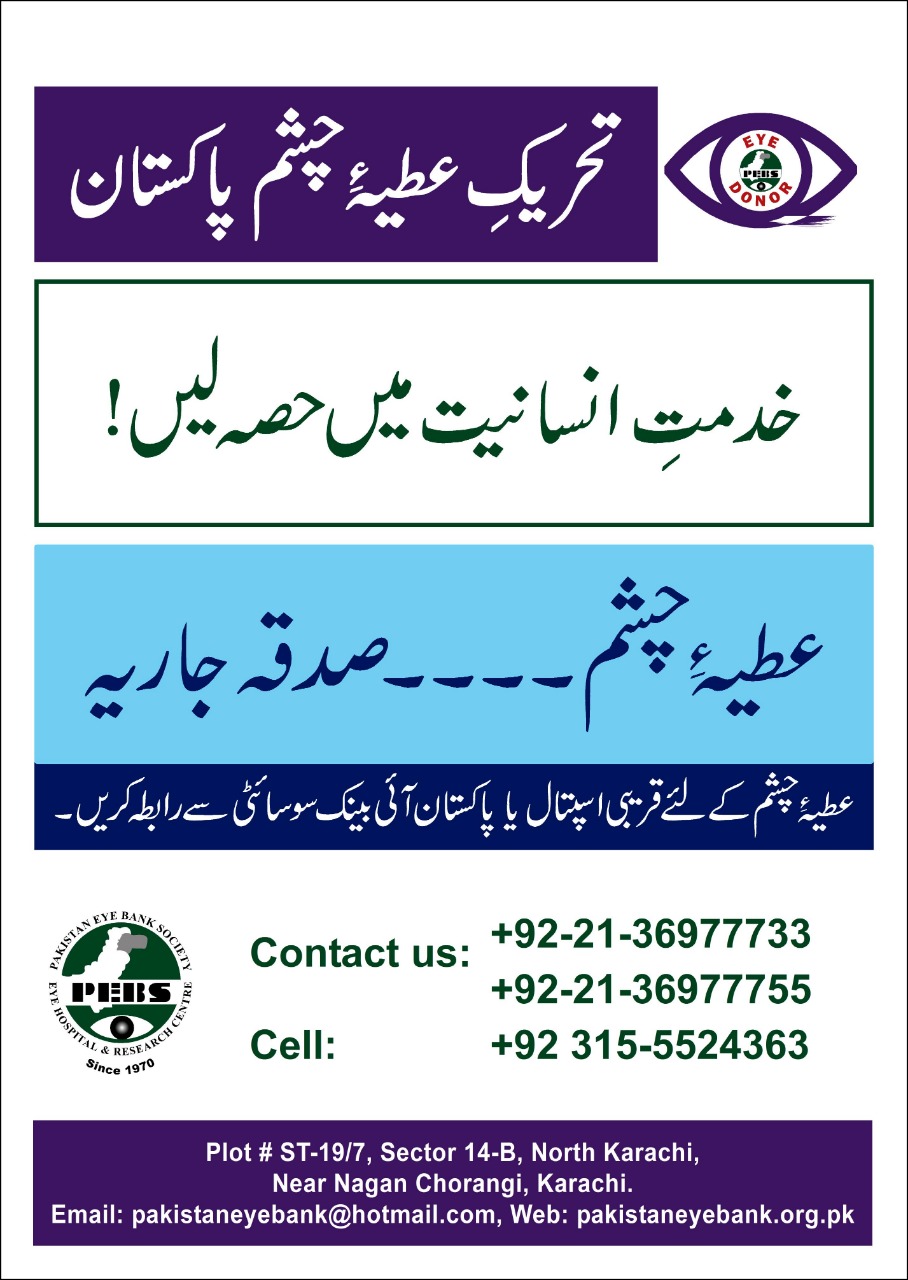 تحریکِ عطیۂ چشم پاکستان
EYE DONOR
PEBS
خدمتِ انسانیت میں حصہ لیں!
عطیۂ چشم ---- صدقہ جاریہ
عطیۂ چشم کے لئے قریبی اسپتال یا پاکستان آئی بینک سوسائٹی سے رابطہ کریں۔
PAKISTAN EYE BANK SOCIETY
PEBS
EYE HOSPITAL & RESEARCH CENTRE
Since 1970
Contact us: +92-21-36977733
+92-21-36977755
Cell: +92 315-5524363
Plot # ST-19/7, Sector 14-B, North Karachi,
Near Nagan Chorangi, Karachi.
Email: pakistaneyebank@hotmail.com, Web: pakistaneyebank.org.pk